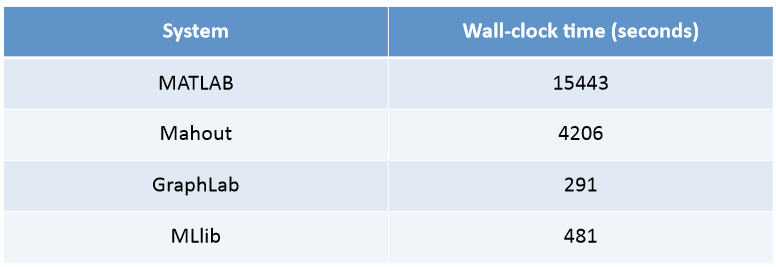 System Wall-clock time (seconds)
MATLAB 15443
Mahout 4206
GraphLab 291
MLlib 481